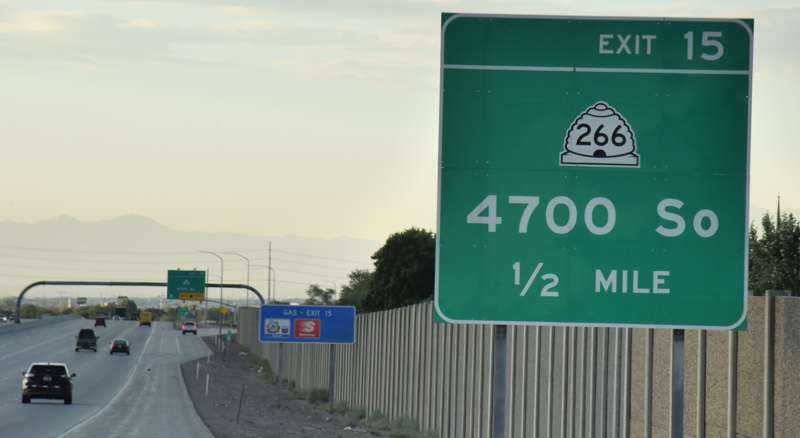 EXIT 15
266
4700 So
1/2 MILE
GAS - EXIT 15